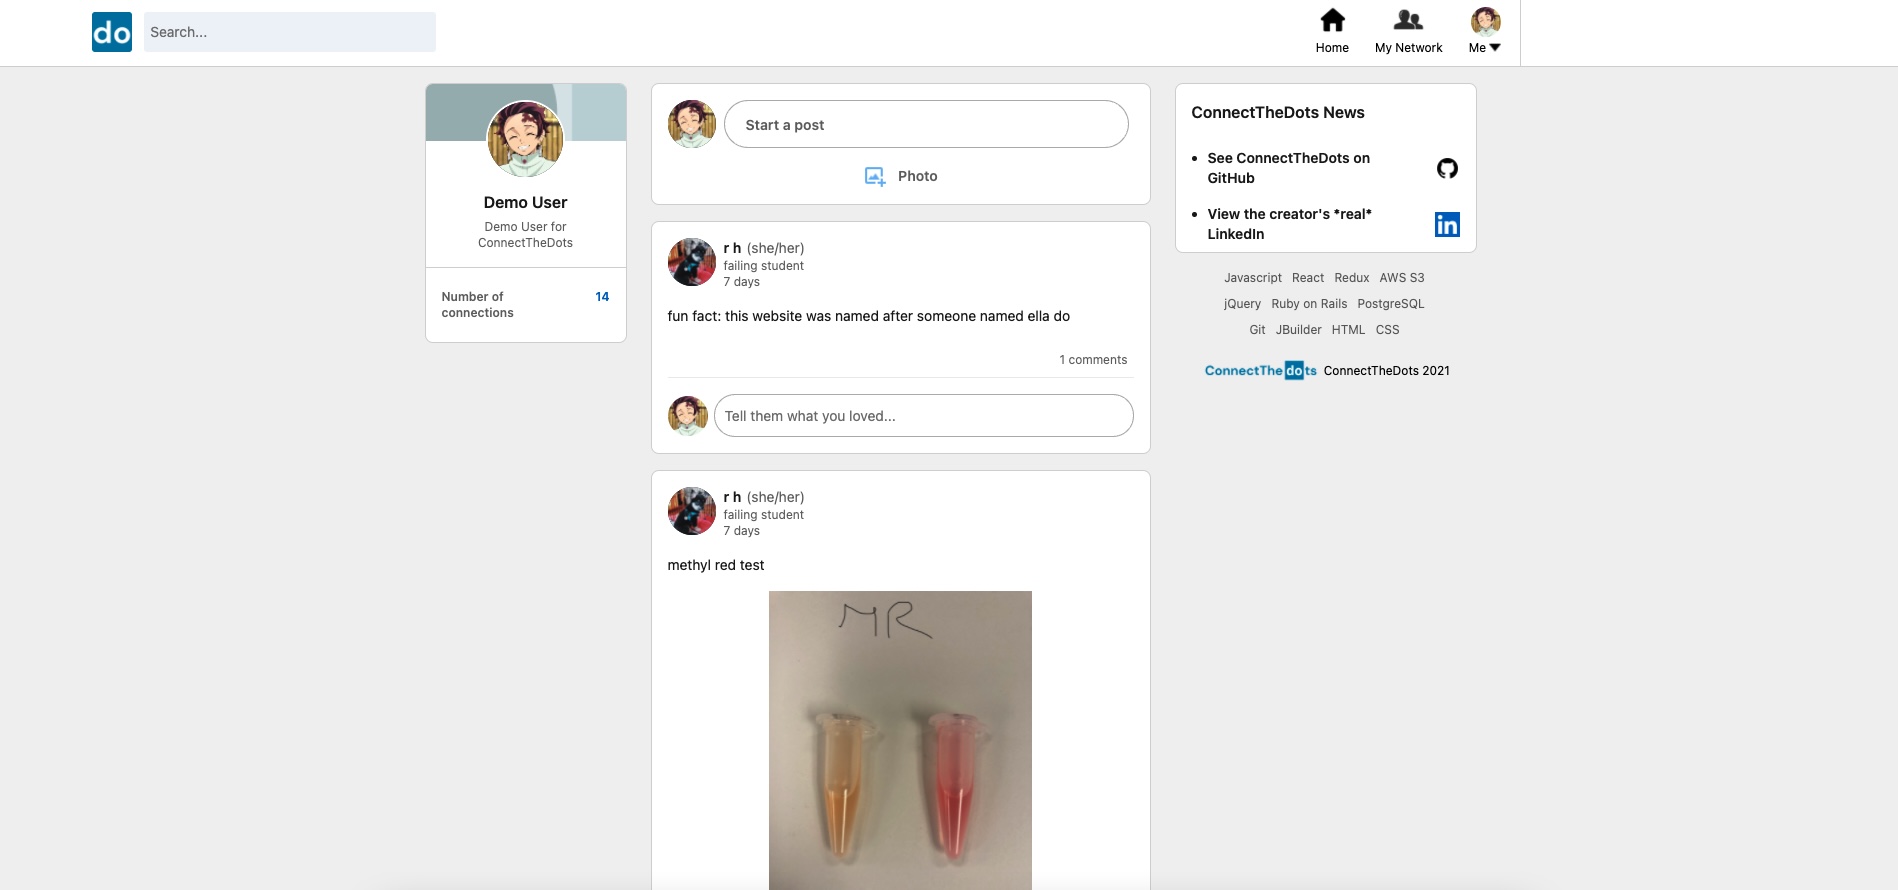 do
Search...
Home
My Network
Me
Demo User
Demo User for
ConnectTheDots
Number of
connections
14
Start a post
Photo
r h (she/her)
failing student
7 days
fun fact: this website was named after someone named ella do
1 comments
Tell them what you loved...
r h (she/her)
failing student
7 days
methyl red test
MR
ConnectTheDots News
See ConnectTheDots on
GitHub
View the creator's *real*
LinkedIn
in
Javascript React Redux AWS S3
jQuery Ruby on Rails PostgreSQL
Git JBuilder HTML CSS
ConnectThedots ConnectTheDots 2021